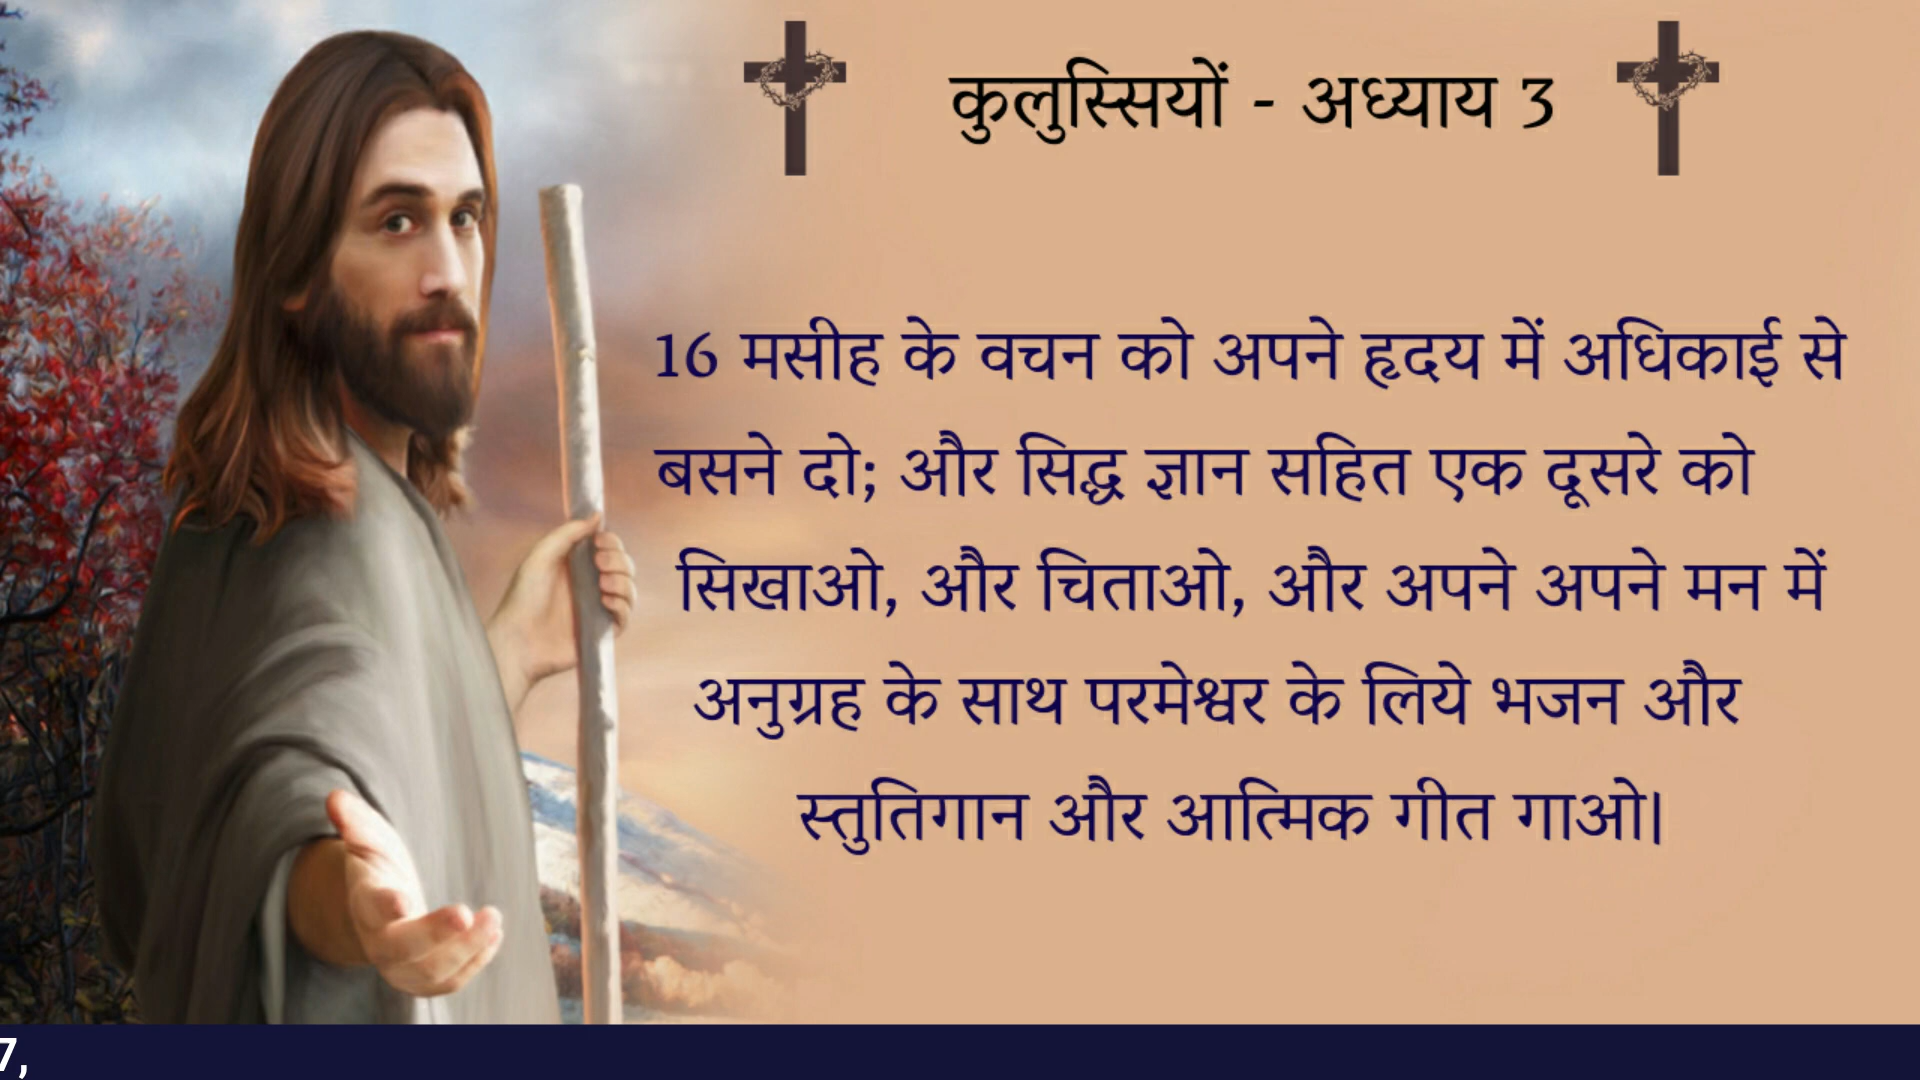 कुलुस्सियों - अध्याय 3
16 मसीह के वचन को अपने हृदय में अधिकाई से
बसने दो; और सिद्ध ज्ञान सहित एक दूसरे को
सिखाओ, और चिताओ, और अपने अपने मन में
अनुग्रह के साथ परमेश्वर के लिये भजन और
स्तुतिगान और आत्मिक गीत गाओ।
7,